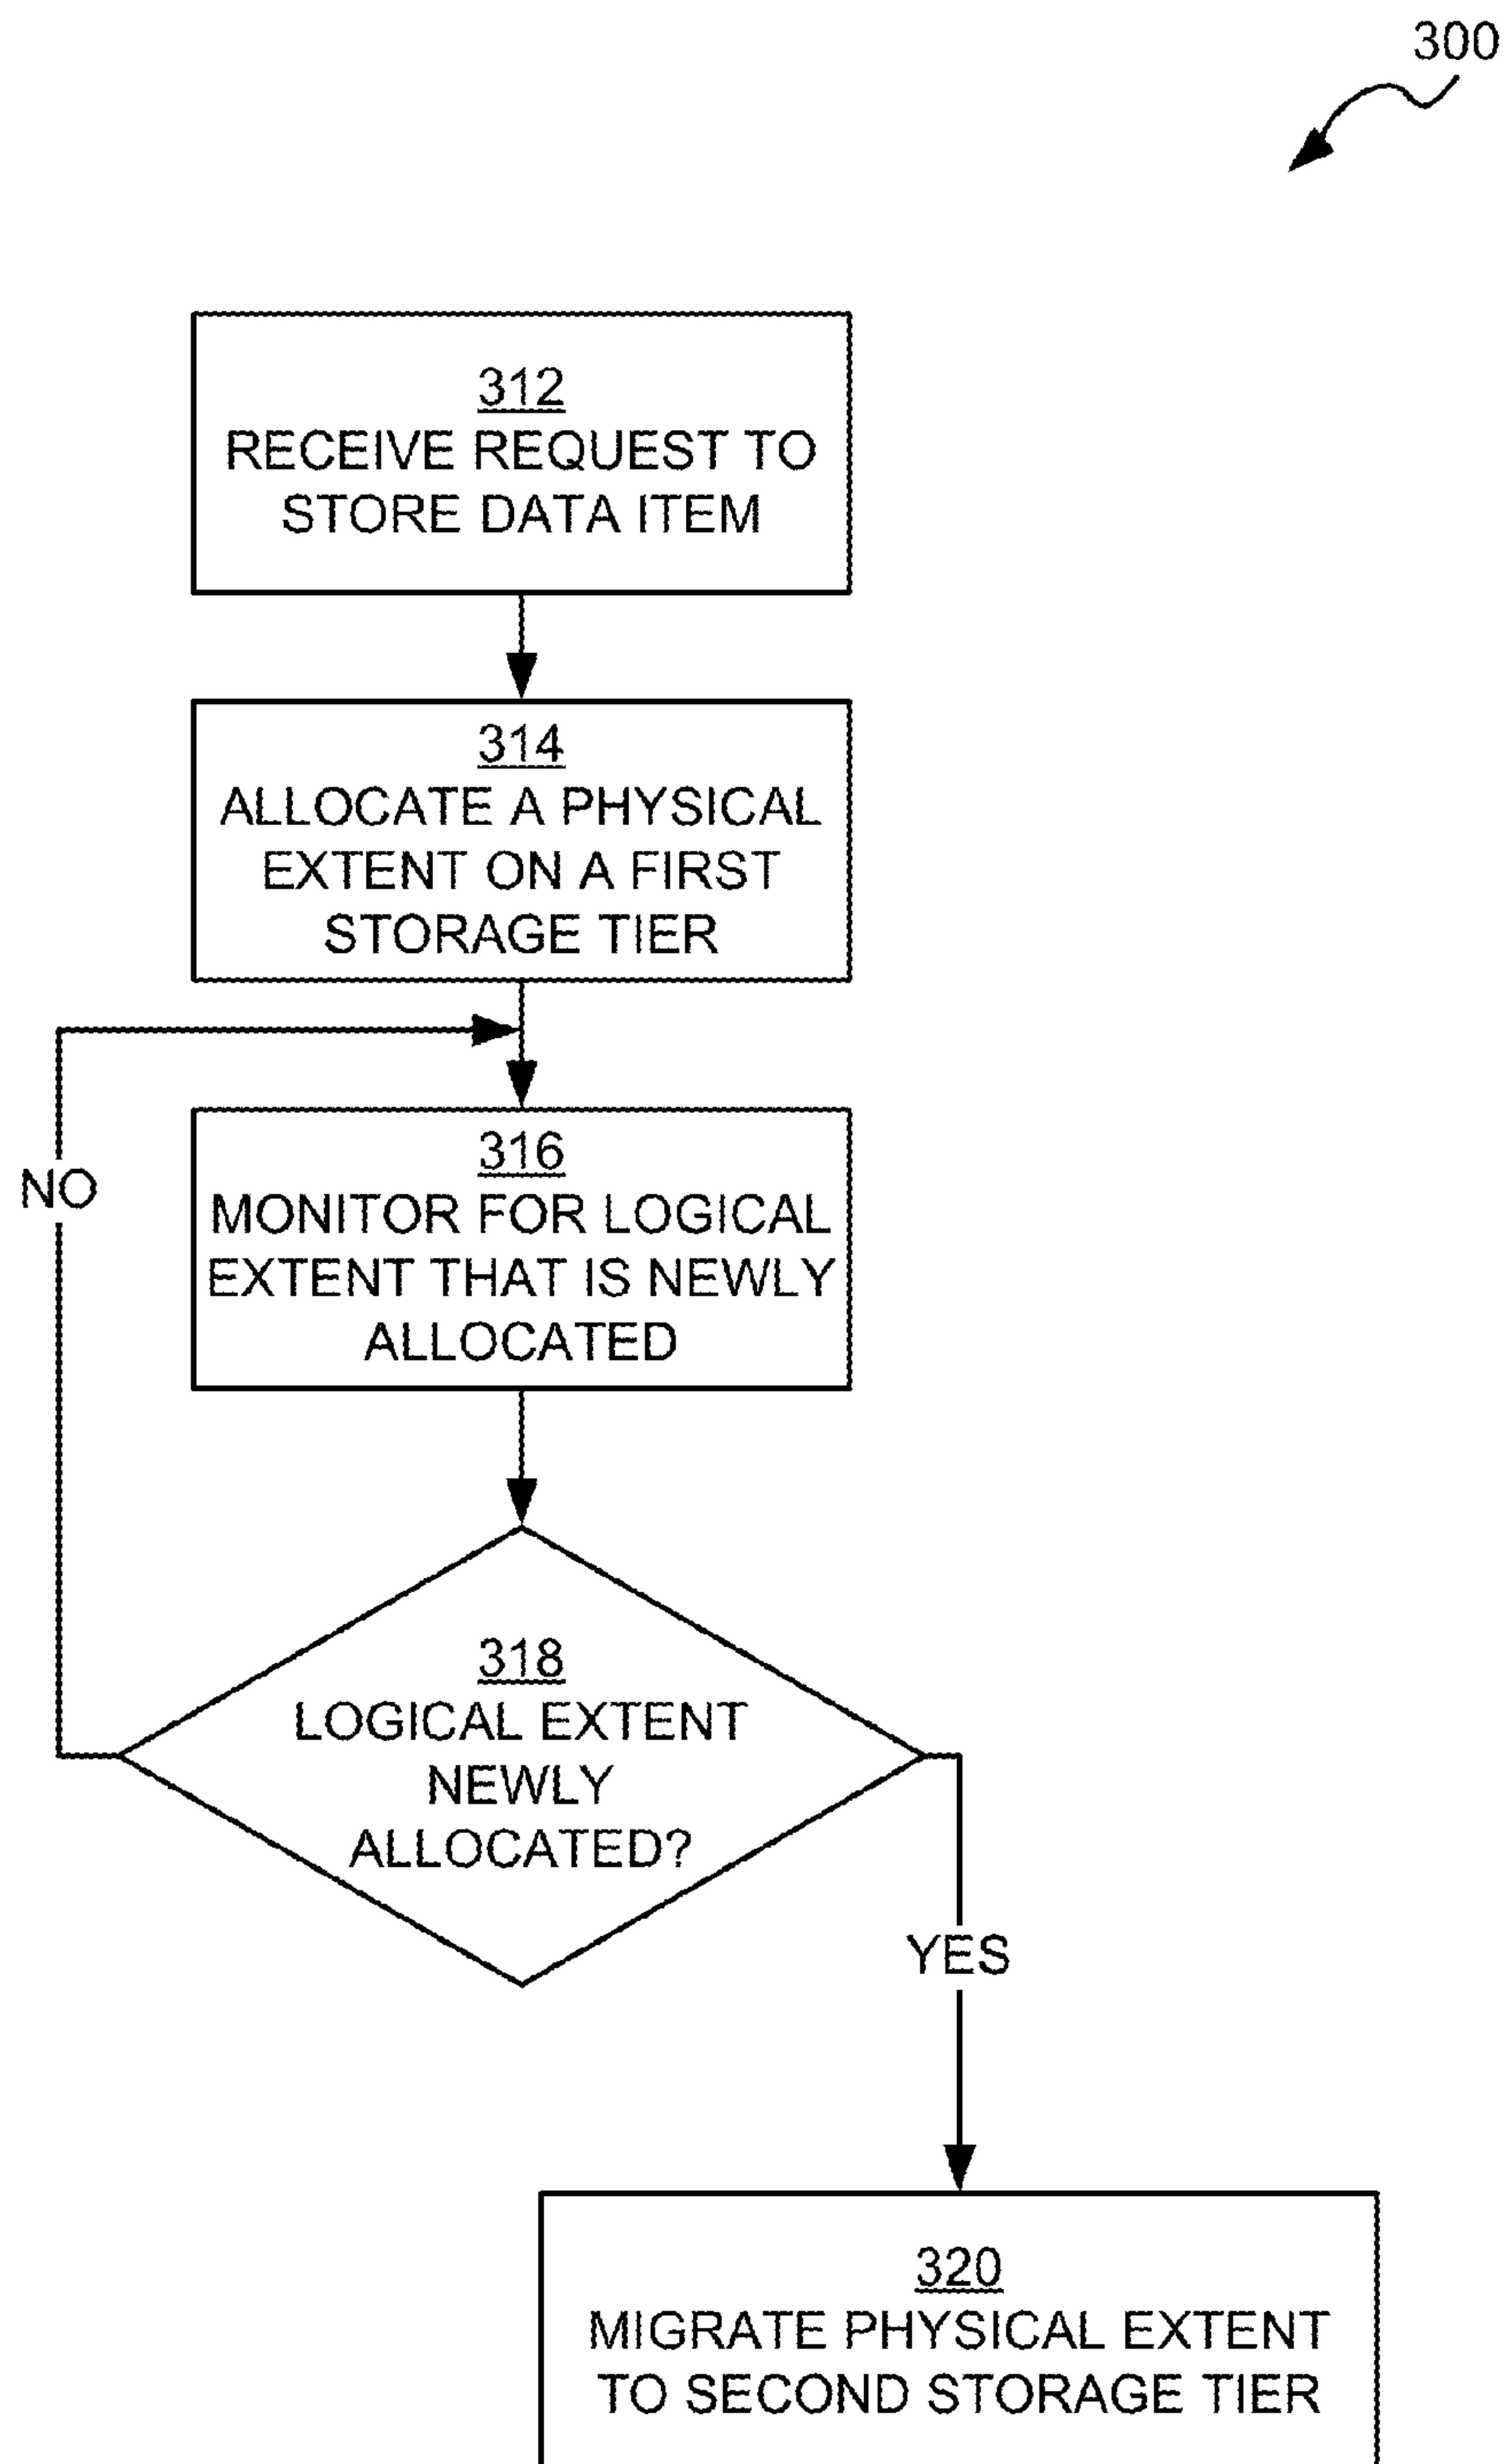 300
312
RECEIVE REQUEST TO
STORE DATA ITEM
314
ALLOCATE A PHYSICAL
EXTENT ON A FIRST
STORAGE TIER
316
MONITOR FOR LOGICAL
EXTENT THAT IS NEWLY
ALLOCATED
NO
318
LOGICAL EXTENT
NEWLY
ALLOCATED?
YES
320
MIGRATE PHYSICAL EXTENT
TO SECOND STORAGE TIER